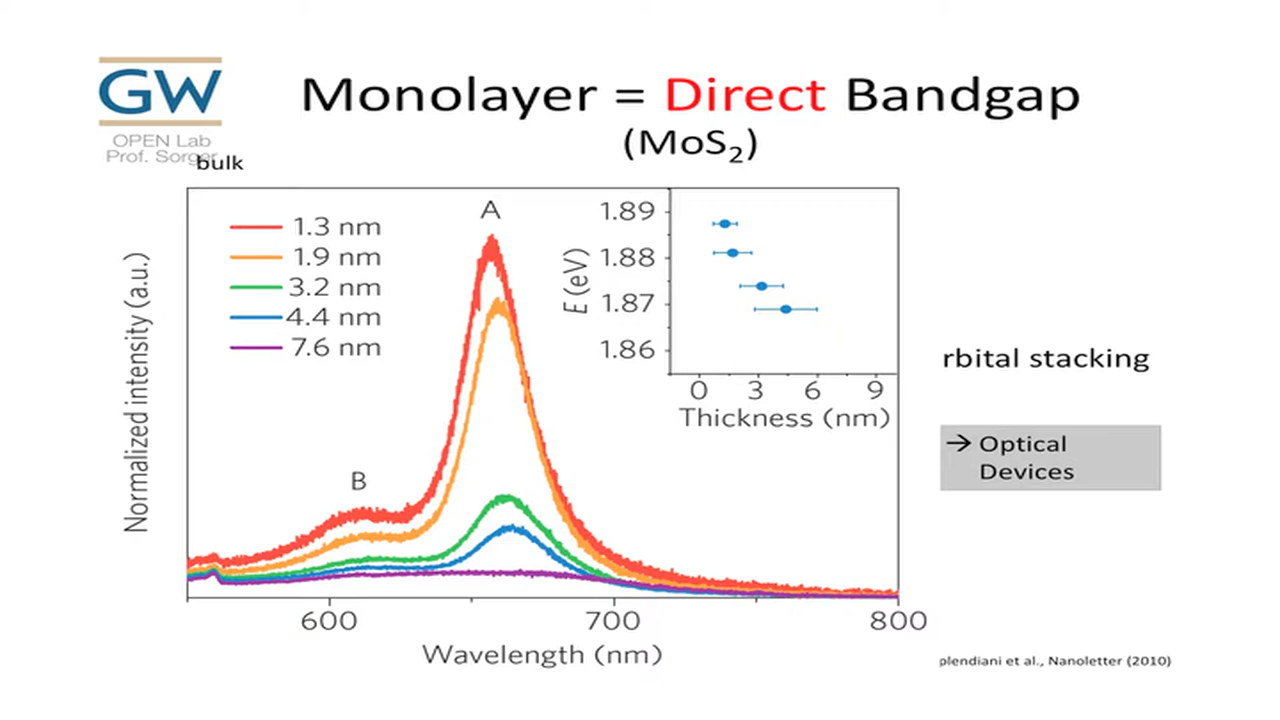 GW
OPEN Lab
Prof. Sorger
bulk
Monolayer = Direct Bandgap
(MoS₂)
A
B
1.3 nm
1.9 nm
3.2 nm
4.4 nm
7.6 nm
Normalized intensity (a.u.)
600
700
800
Wavelength (nm)
E (eV)
1.89
1.88
1.87
1.86
0
3
6
9
Thickness (nm)
rbital stacking
→ Optical
Devices
plendiani et al., Nanoletter (2010)